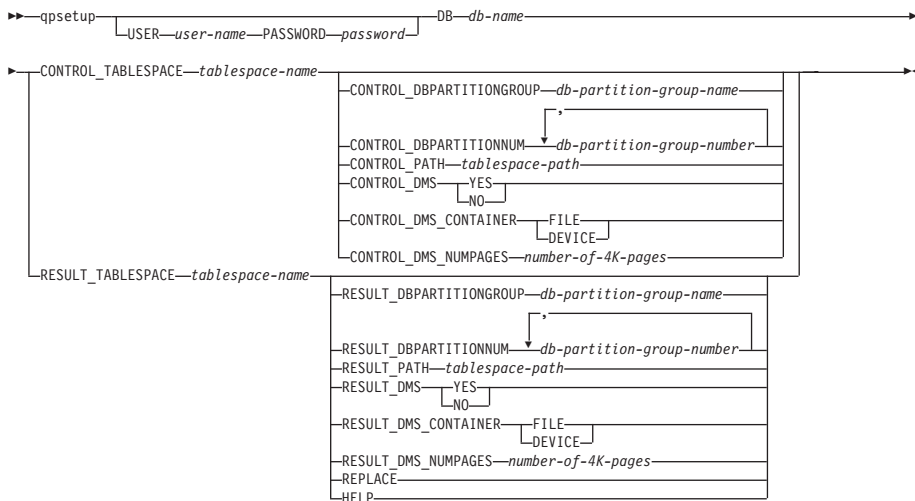 qpsetup DB db-name
USER user-name PASSWORD password
CONTROL_TABLESPACE tablespace-name
CONTROL_DBPARTITIONGROUP db-partition-group-name
,
CONTROL_DBPARTITIONNUM db-partition-group-number
CONTROL_PATH tablespace-path
CONTROL_DMS YES
NO
CONTROL_DMS_CONTAINER FILE
DEVICE
CONTROL_DMS_NUMPAGES number-of-4K-pages
RESULT_TABLESPACE tablespace-name
RESULT_DBPARTITIONGROUP db-partition-group-name
,
RESULT_DBPARTITIONNUM db-partition-group-number
RESULT_PATH tablespace-path
RESULT_DMS YES
NO
RESULT_DMS_CONTAINER FILE
DEVICE
RESULT_DMS_NUMPAGES number-of-4K-pages
REPLACE
HELP